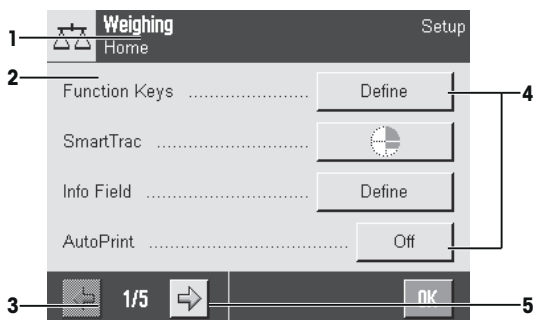 Weighing
Setup
1
Home
2
Function Keys ...................... Define
4
SmartTrac ............................
Info Field .............................. Define
AutoPrint ..................................... Off
3
1/5
OK
5